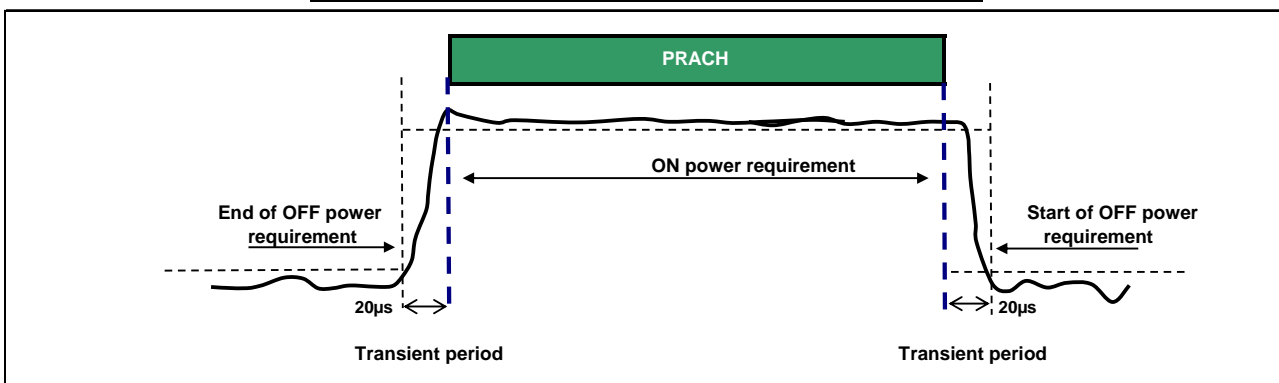 PRACH
ON power requirement
End of OFF power
requirement
Start of OFF power
requirement
20µs
20µs
Transient period
Transient period